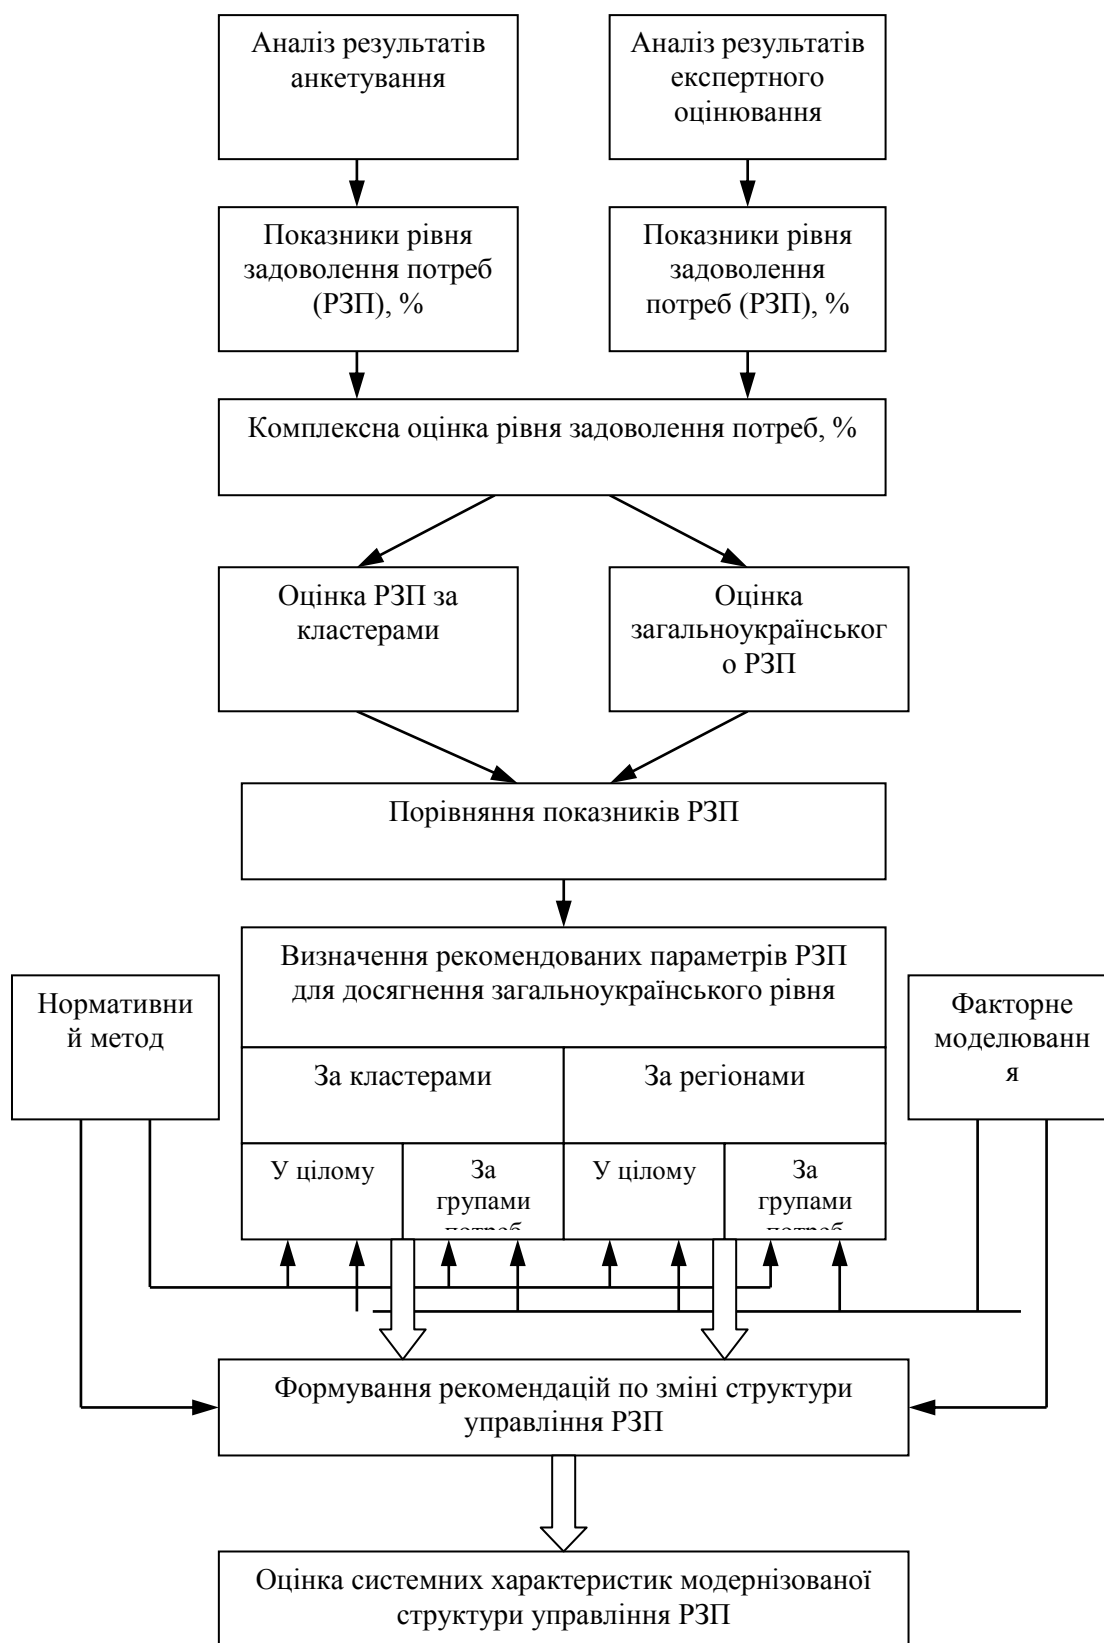 Аналіз результатів
анкетування
Аналіз результатів
експертного
оцінювання
Показники рівня
задоволення потреб
(РЗП), %
Показники рівня
задоволення
потреб (РЗП), %
Комплексна оцінка рівня задоволення потреб, %
Оцінка РЗП за
кластерами
Оцінка
загальноукраїнськог
о РЗП
Порівняння показників РЗП
Визначення рекомендованих параметрів РЗП
для досягнення загальноукраїнського рівня
Нормативни
й метод
Факторне
моделюванн
я
За кластерами
За регіонами
У цілому
За
групами
потреб
У цілому
За
групами
потреб
Формування рекомендацій по зміні структури
управління РЗП
Оцінка системних характеристик модернізованої
структури управління РЗП